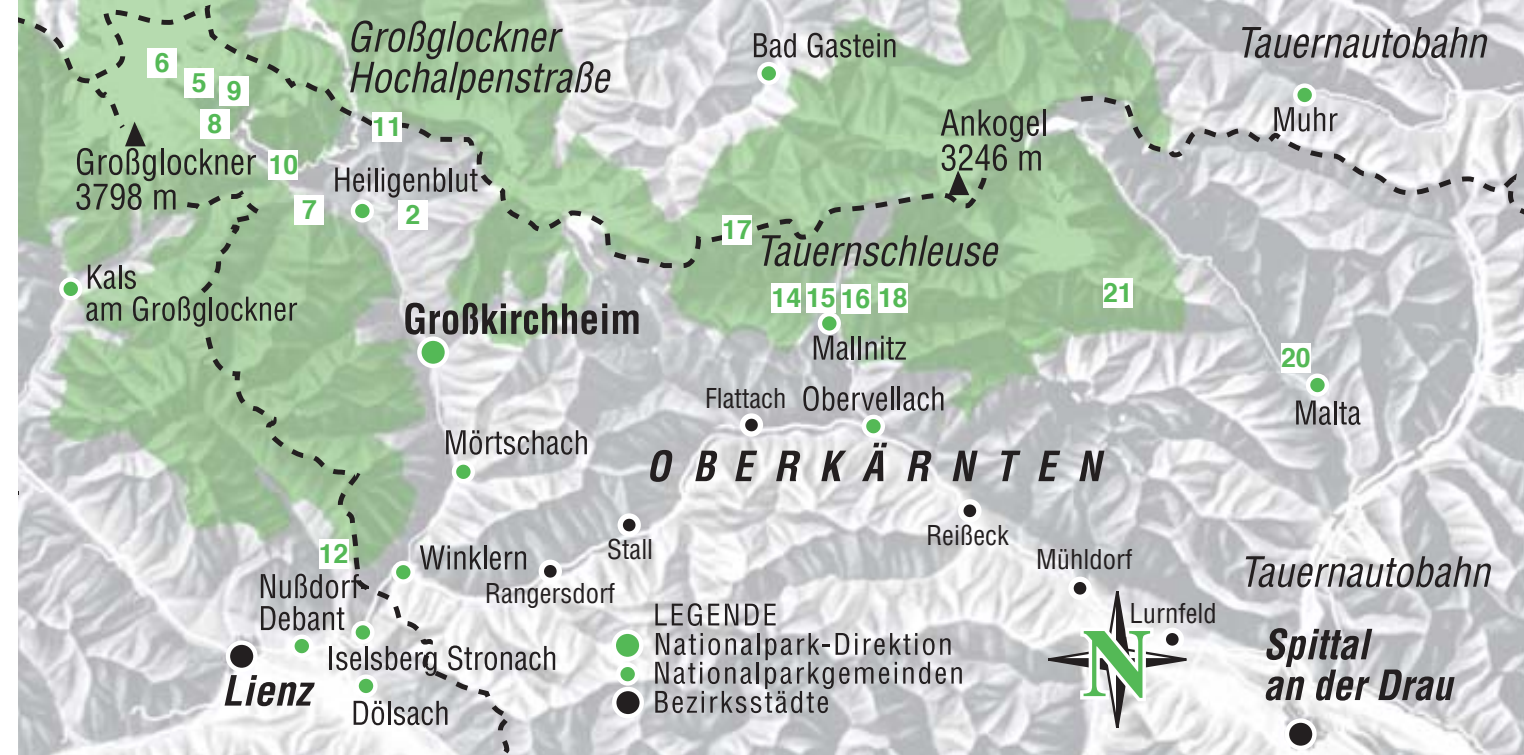 Großglockner
Hochalpenstraße
Bad Gastein
Tauernautobahn
6
5
9
8
11
Muhr
Ankogel
3246 m
Großglockner
3798 m
10
Heiligenblut
7
2
17
Tauernschleuse
Kals
am Großglockner
14 15 16 18
21
Großkirchheim
Mallnitz
20
Malta
Flattach
Obervellach
Mörtschach
OBERKÄRNTEN
Reißeck
Stall
12
Winklern
Rangersdorf
Mühldorf
Tauernautobahn
Nußdorf
Debant
Lurnfeld
Iselsberg Stronach
Lienz
Dölsach
LEGENDE
Nationalpark-Direktion
Nationalparkgemeinden
Bezirksstädte
N
Spittal
an der Drau